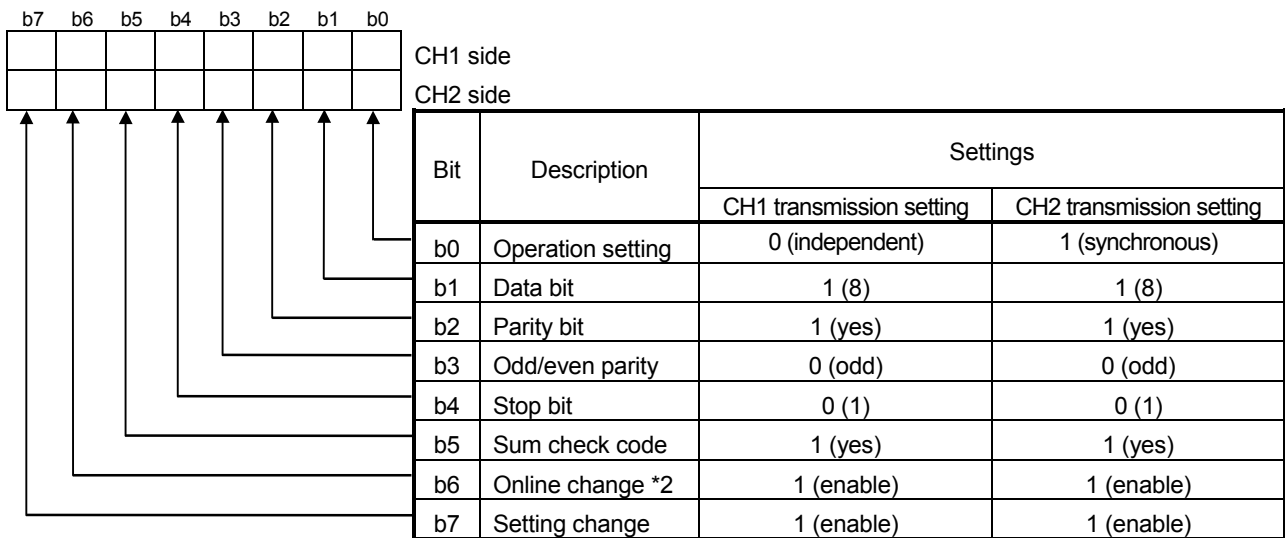 b7 b6 b5 b4 b3 b2 b1 b0
CH1 side
CH2 side
Bit Description Settings
CH1 transmission setting CH2 transmission setting
b0 Operation setting 0 (independent) 1 (synchronous)
b1 Data bit 1 (8) 1 (8)
b2 Parity bit 1 (yes) 1 (yes)
b3 Odd/even parity 0 (odd) 0 (odd)
b4 Stop bit 0 (1) 0 (1)
b5 Sum check code 1 (yes) 1 (yes)
b6 Online change *2 1 (enable) 1 (enable)
b7 Setting change 1 (enable) 1 (enable)